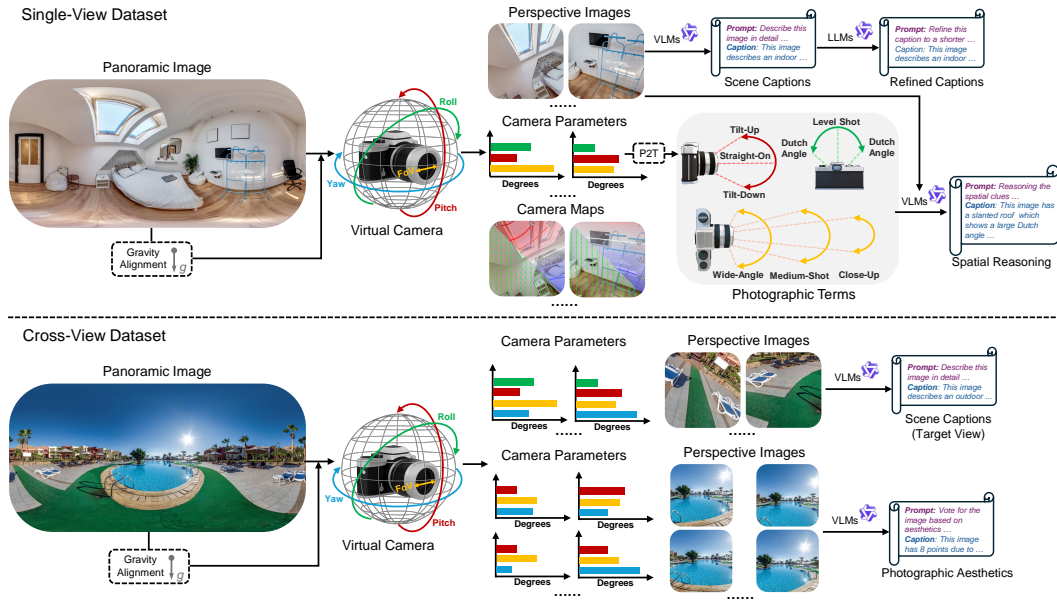 Single-View Dataset
Panoramic Image
Gravity
Alignment
g
Roll
FoV
Yaw
Pitch
Virtual Camera
Perspective Images
......
Camera Parameters
Degrees
Degrees
Camera Maps
......
VLMs
Prompt: Describe this
image in detail ...
Caption: This image
describes an indoor ...
Scene Captions
LLMs
Prompt: Refine this
caption to a shorter ...
Caption: This image
describes an indoor ...
Refined Captions
P2T
Tilt-Up
Straight-On
Tilt-Down
Level Shot
Dutch
Angle
Dutch
Angle
Wide-Angle
Medium-Shot
Close-Up
Photographic Terms
VLMs
Prompt: Reasoning the
spatial clues ...
Caption: This image has
a slanted roof which
shows a large Dutch
angle ...
Spatial Reasoning
Cross-View Dataset
Panoramic Image
Gravity
Alignment
g
Roll
FoV
Yaw
Pitch
Virtual Camera
Camera Parameters
Degrees
Degrees
......
Perspective Images
......
VLMs
Prompt: Describe this
image in detail ...
Caption: This image
describes an outdoor ...
Scene Captions
(Target View)
Camera Parameters
Degrees
Degrees
Degrees
Degrees
......
Perspective Images
......
VLMs
Prompt: Vote for the
image based on
aesthetics ...
Caption: This image
has 8 points due to ...
Photographic Aesthetics